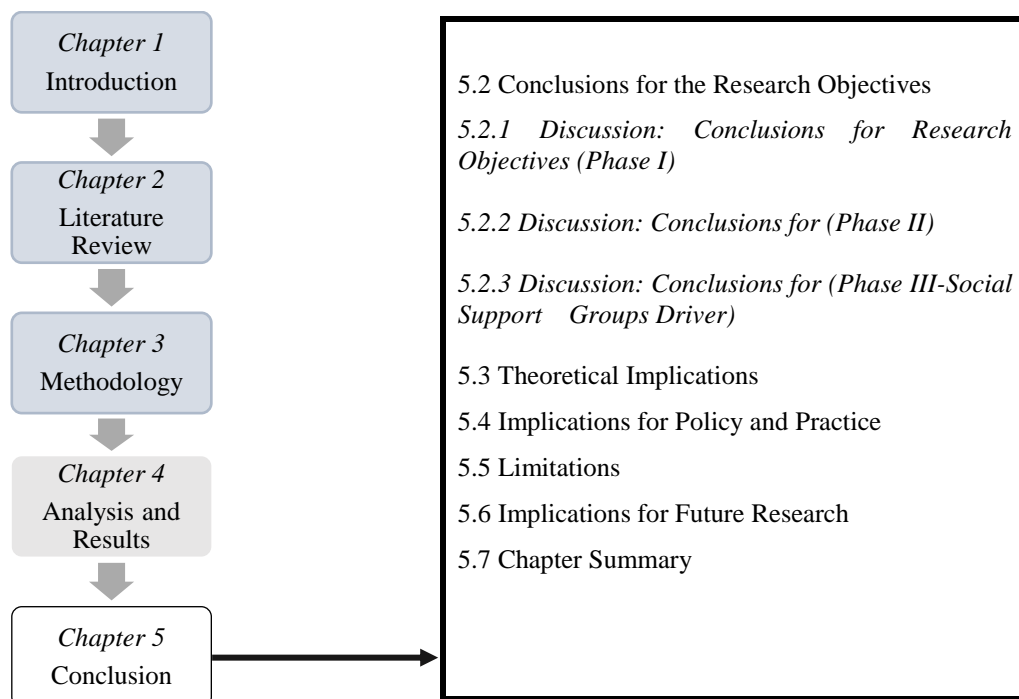 Chapter 1
Introduction
Chapter 2
Literature
Review
Chapter 3
Methodology
Chapter 4
Analysis and
Results
Chapter 5
Conclusion
5.2 Conclusions for the Research Objectives
5.2.1 Discussion: Conclusions for Research
Objectives (Phase I)
5.2.2 Discussion: Conclusions for (Phase II)
5.2.3 Discussion: Conclusions for (Phase III-Social
Support Groups Driver)
5.3 Theoretical Implications
5.4 Implications for Policy and Practice
5.5 Limitations
5.6 Implications for Future Research
5.7 Chapter Summary